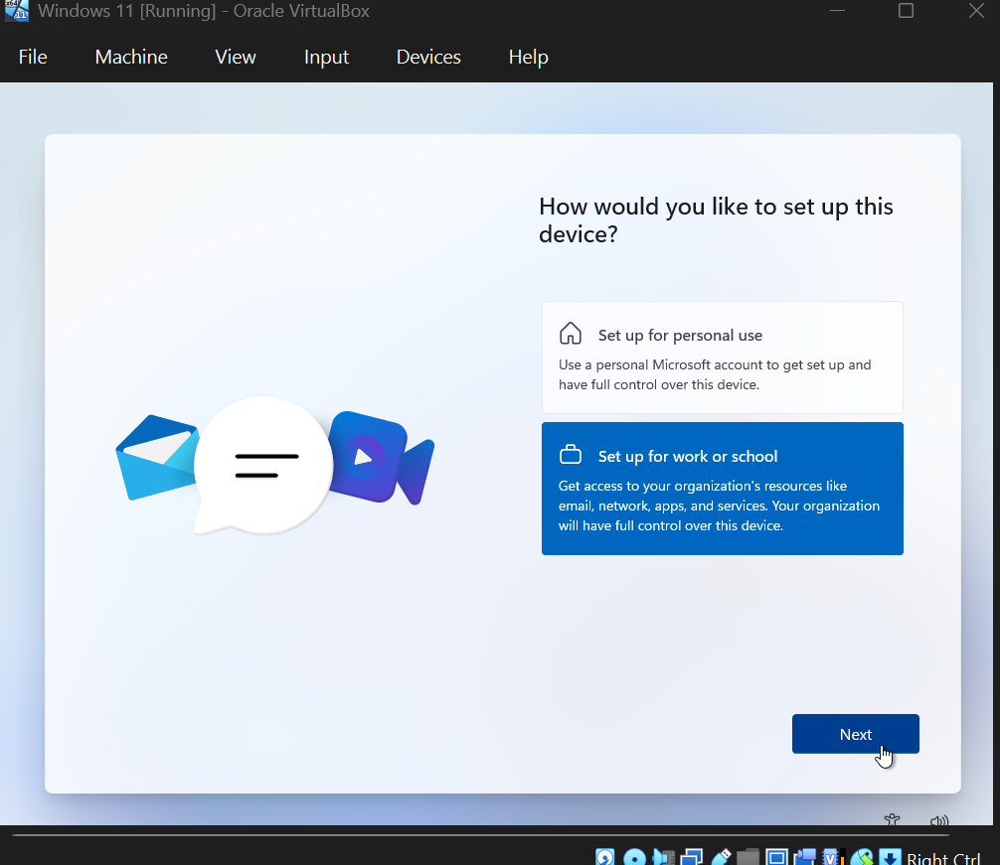 Windows 11 [Running] - Oracle VirtualBox
File Machine View Input Devices Help
How would you like to set up this
device?
Set up for personal use
Use a personal Microsoft account to get set up and
have full control over this device.
Set up for work or school
Get access to your organization's resources like
email, network, apps, and services. Your organization
will have full control over this device.
Next
Right Ctrl